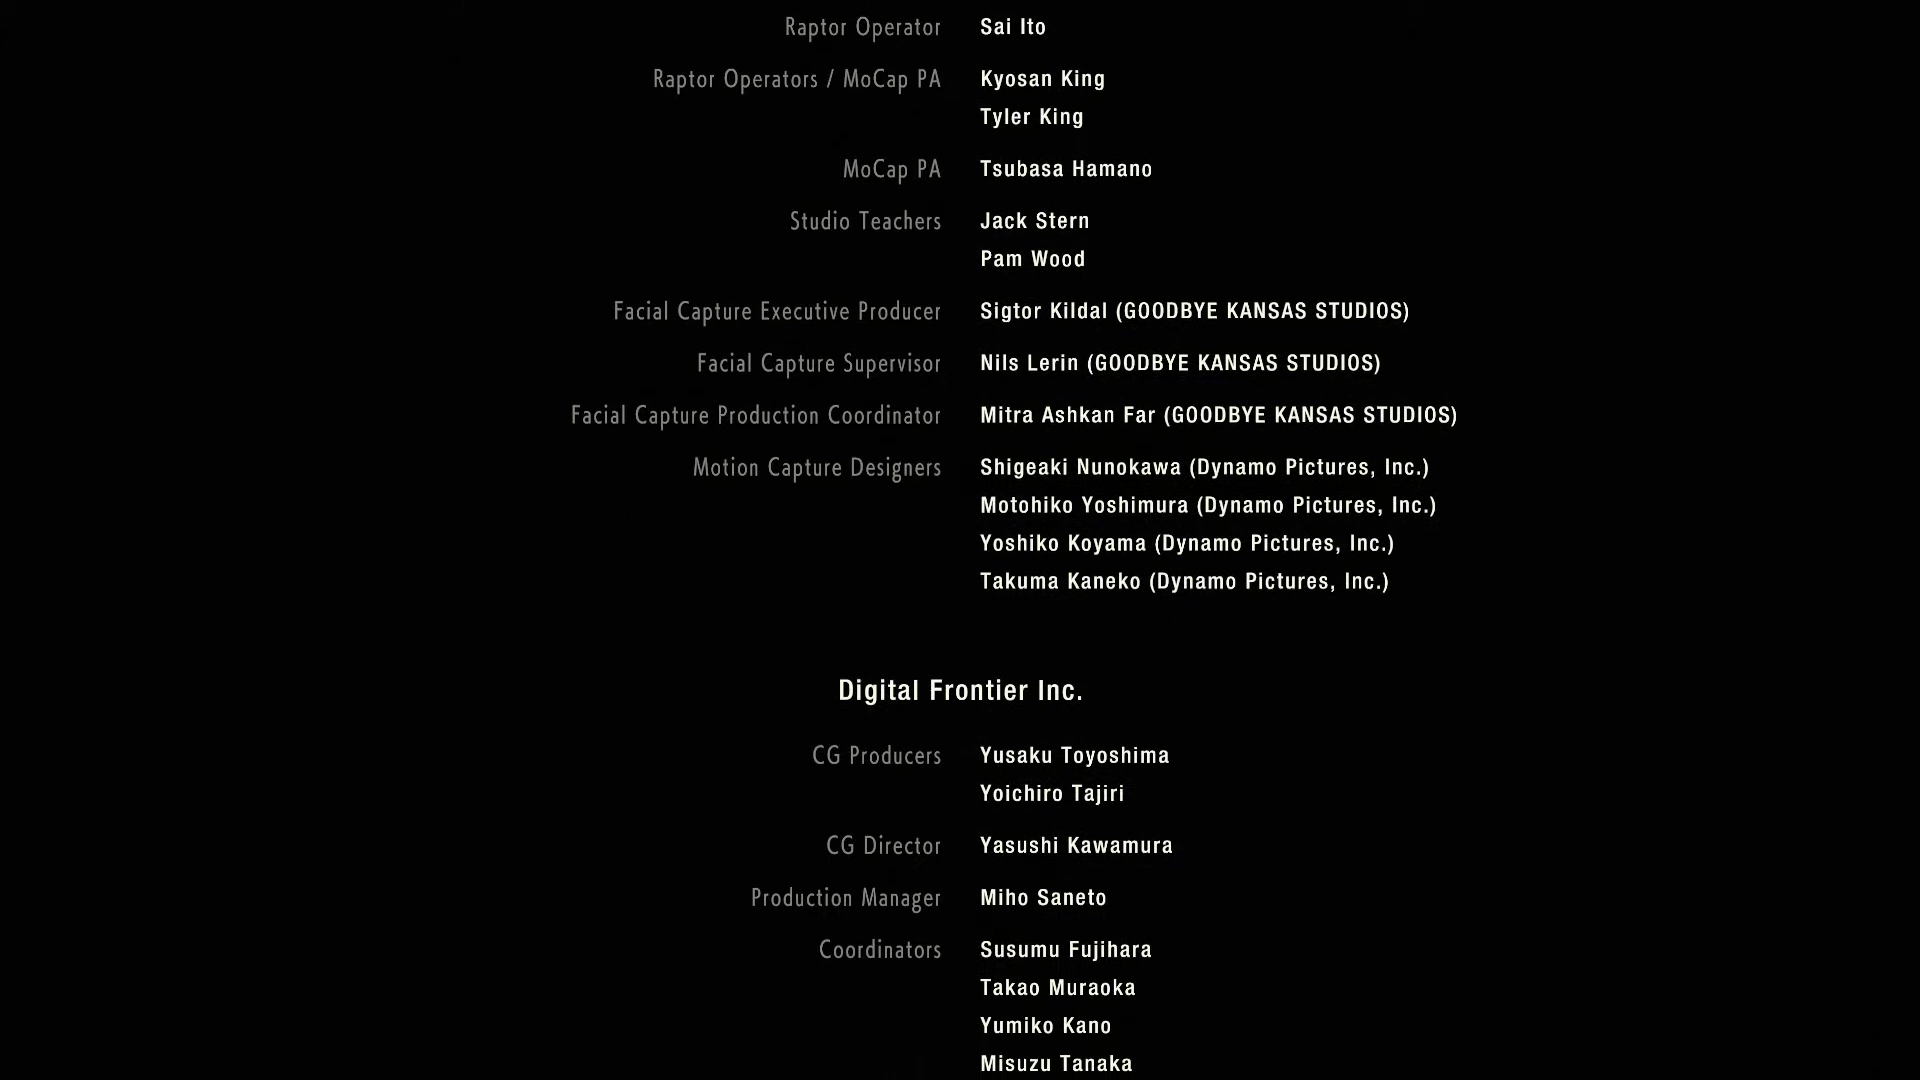 Raptor Operator Sai Ito
Raptor Operators / MoCap PA Kyosan King
Tyler King
MoCap PA Tsubasa Hamano
Studio Teachers Jack Stern
Pam Wood
Facial Capture Executive Producer Sigtor Kildal (GOODBYE KANSAS STUDIOS)
Facial Capture Supervisor Nils Lerin (GOODBYE KANSAS STUDIOS)
Facial Capture Production Coordinator Mitra Ashkan Far (GOODBYE KANSAS STUDIOS)
Motion Capture Designers Shigeaki Nunokawa (Dynamo Pictures, Inc.)
Motohiko Yoshimura (Dynamo Pictures, Inc.)
Yoshiko Koyama (Dynamo Pictures, Inc.)
Takuma Kaneko (Dynamo Pictures, Inc.)
Digital Frontier Inc.
CG Producers Yusaku Toyoshima
Yoichiro Tajiri
CG Director Yasushi Kawamura
Production Manager Miho Saneto
Coordinators Susumu Fujihara
Takao Muraoka
Yumiko Kano
Misuzu Tanaka